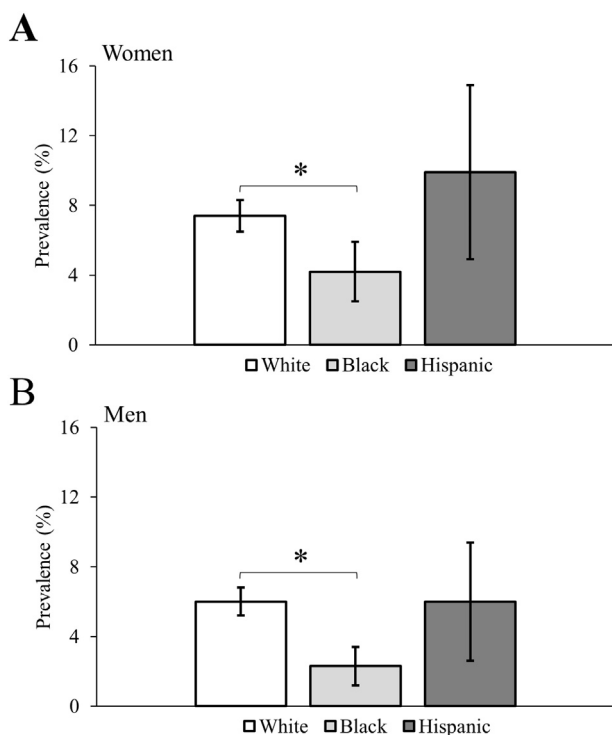 A
Women
16
12
8
4
0
Prevalence (%)
*
White Black Hispanic
B
Men
16
12
8
4
0
Prevalence (%)
*
White Black Hispanic